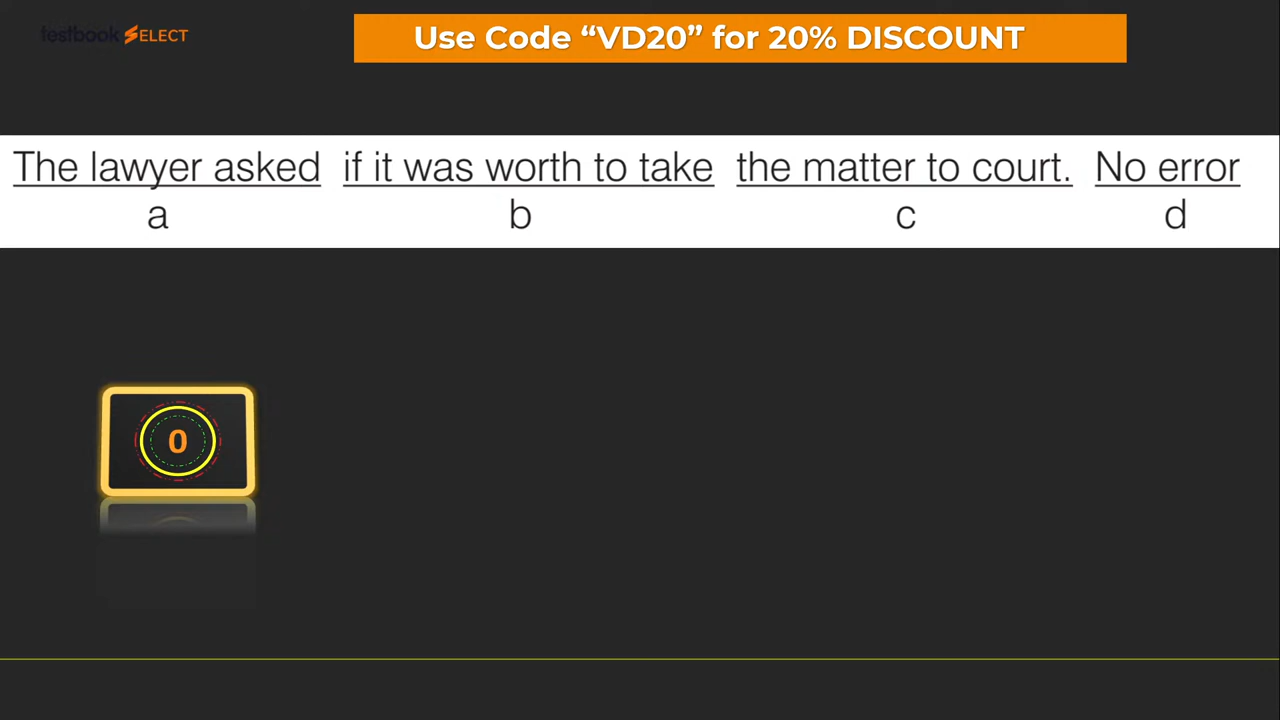 testbook SELECT
Use Code “VD20” for 20% DISCOUNT
The lawyer asked if it was worth to take the matter to court. No error
a b c d
0